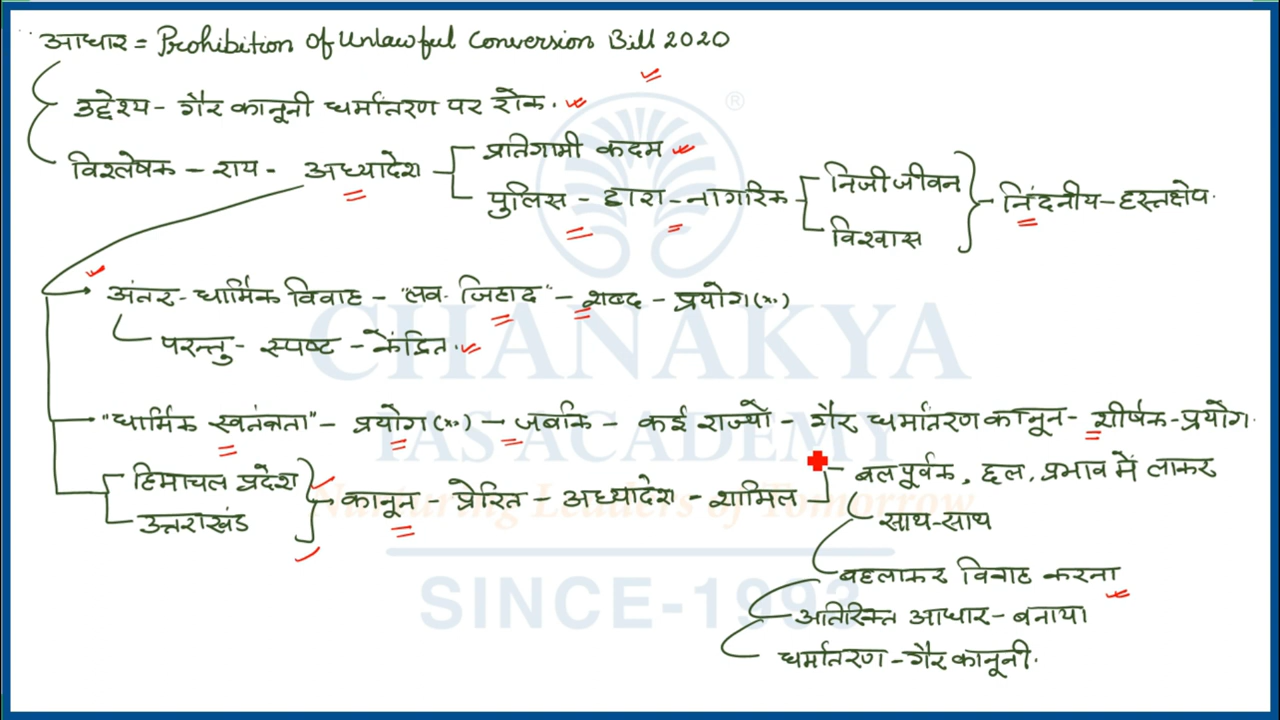 आधार = Prohibition of Unlawful Conversion Bill 2020
उद्देश्य - गैर कानूनी धर्मांतरण पर रोक.
विश्लेषक - राय - अध्यादेश
प्रतिगामी कदम
पुलिस - द्वारा - नागरिक
निजी जीवन
विश्वास
निंदनीय - हस्तक्षेप.
®
अंतर - धार्मिक विवाह - "लव - जिहाद" - शब्द - प्रयोग (x.)
परन्तु - स्पष्ट - केंद्रित.
"धार्मिक स्वतंत्रता" - प्रयोग (x.) - जबकि - कई राज्यों - गैर धर्मांतरण कानून - शीर्षक - प्रयोग.
हिमाचल प्रदेश
उत्तराखंड
कानून - प्रेरित - अध्यादेश - शामिल
बलपूर्वक, छल, प्रभाव में लाकर
साथ-साथ
बहलाकर विवाह करना
अतिरिक्त आधार - बनाया
धर्मांतरण - गैर कानूनी.
CHANAKYA
IAS ACADEMY
Nurturing Leaders of Tomorrow
SINCE-1993